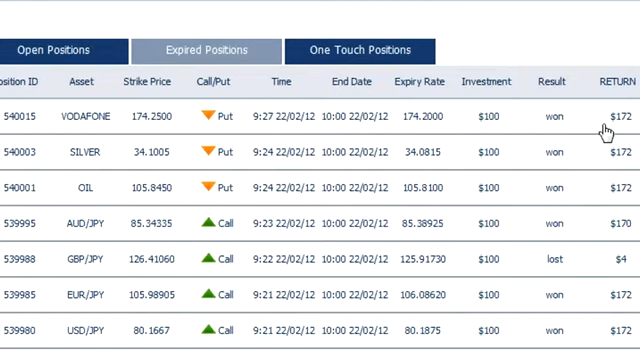 Open Positions Expired Positions One Touch Positions
osition ID Asset Strike Price Call/Put Time End Date Expiry Rate Investment Result RETURN
540015 VODAFONE 174.2500 Put 9:27 22/02/12 10:00 22/02/12 174.2000 $100 won $172
540003 SILVER 34.1005 Put 9:24 22/02/12 10:00 22/02/12 34.0815 $100 won $172
540001 OIL 105.8450 Put 9:24 22/02/12 10:00 22/02/12 105.8100 $100 won $172
539995 AUD/JPY 85.34335 Call 9:23 22/02/12 10:00 22/02/12 85.38925 $100 won $170
539988 GBP/JPY 126.41060 Call 9:22 22/02/12 10:00 22/02/12 125.91730 $100 lost $4
539985 EUR/JPY 105.98905 Call 9:21 22/02/12 10:00 22/02/12 106.08620 $100 won $172
539980 USD/JPY 80.1667 Call 9:21 22/02/12 10:00 22/02/12 80.1875 $100 won $172